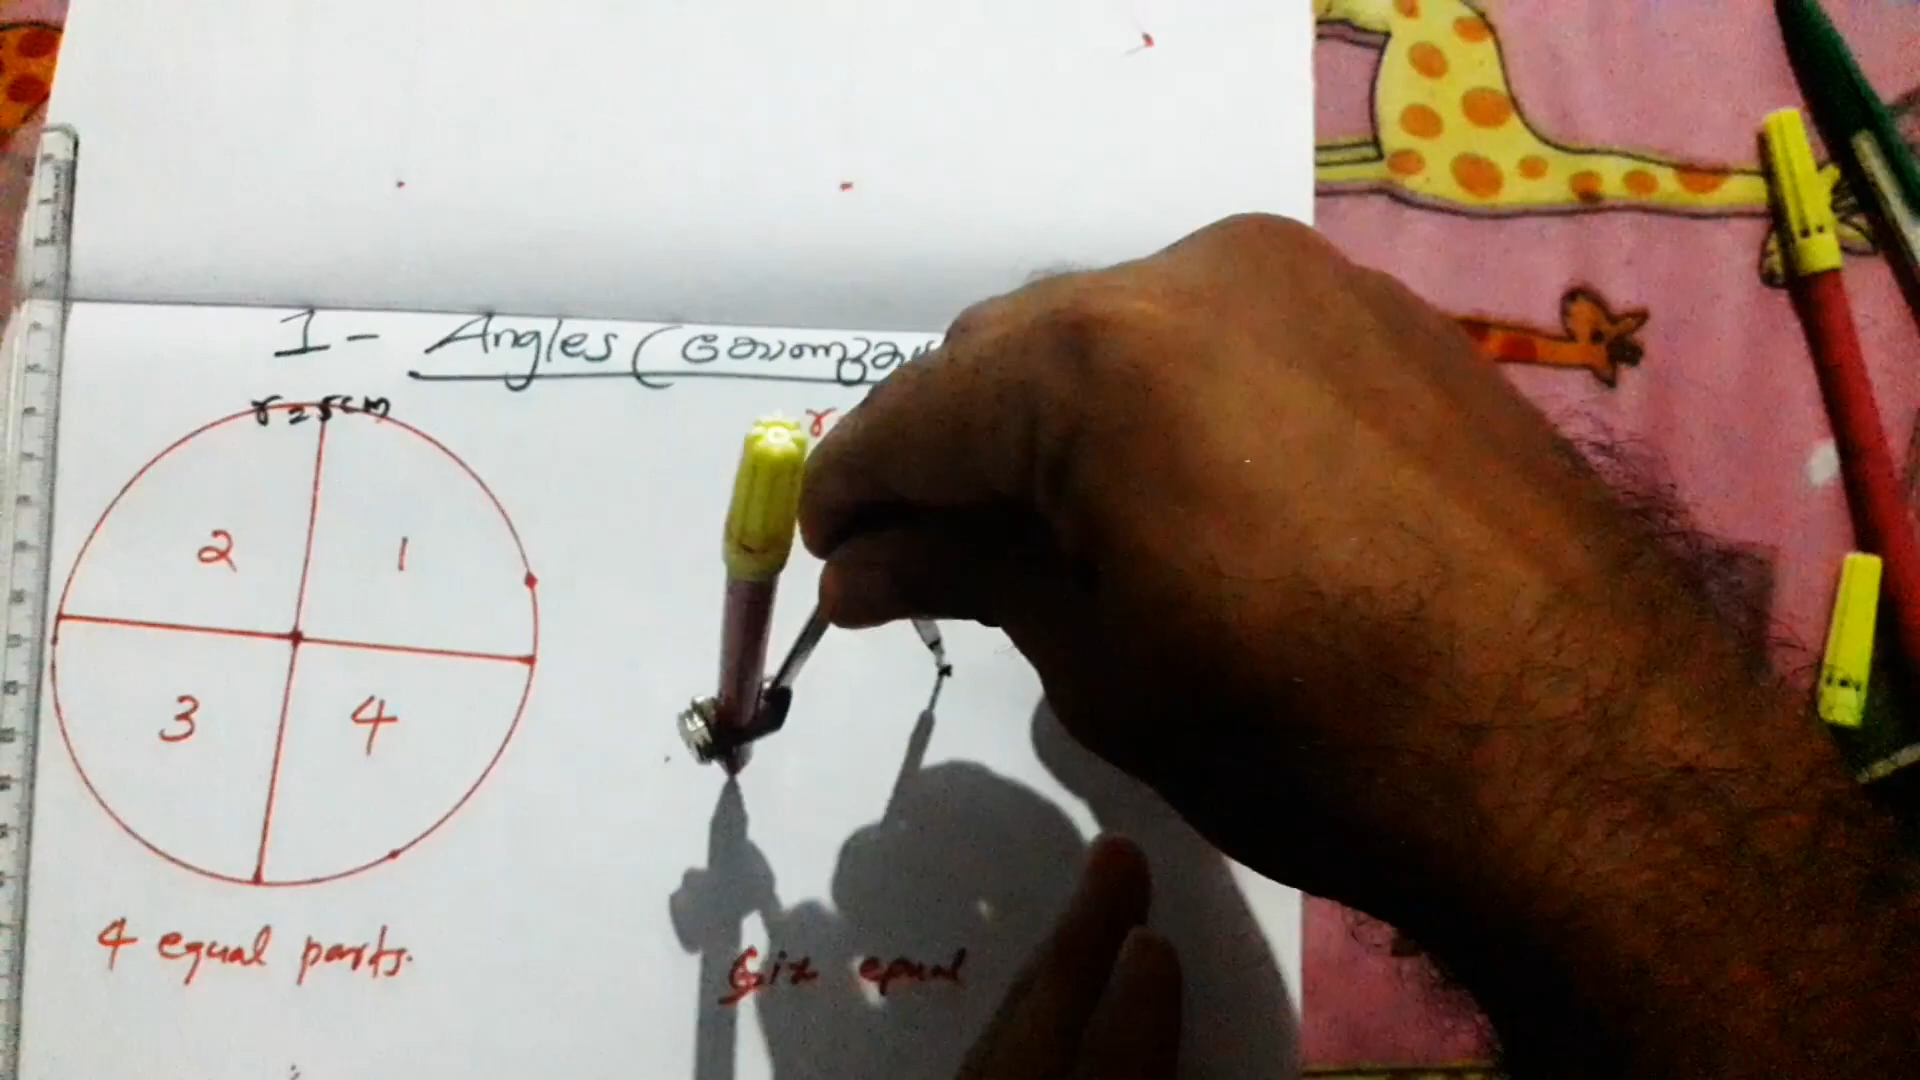 1 - Angles (കോണുക
r = 5cm
r
2 1
3 4
4 equal parts.
Six equal